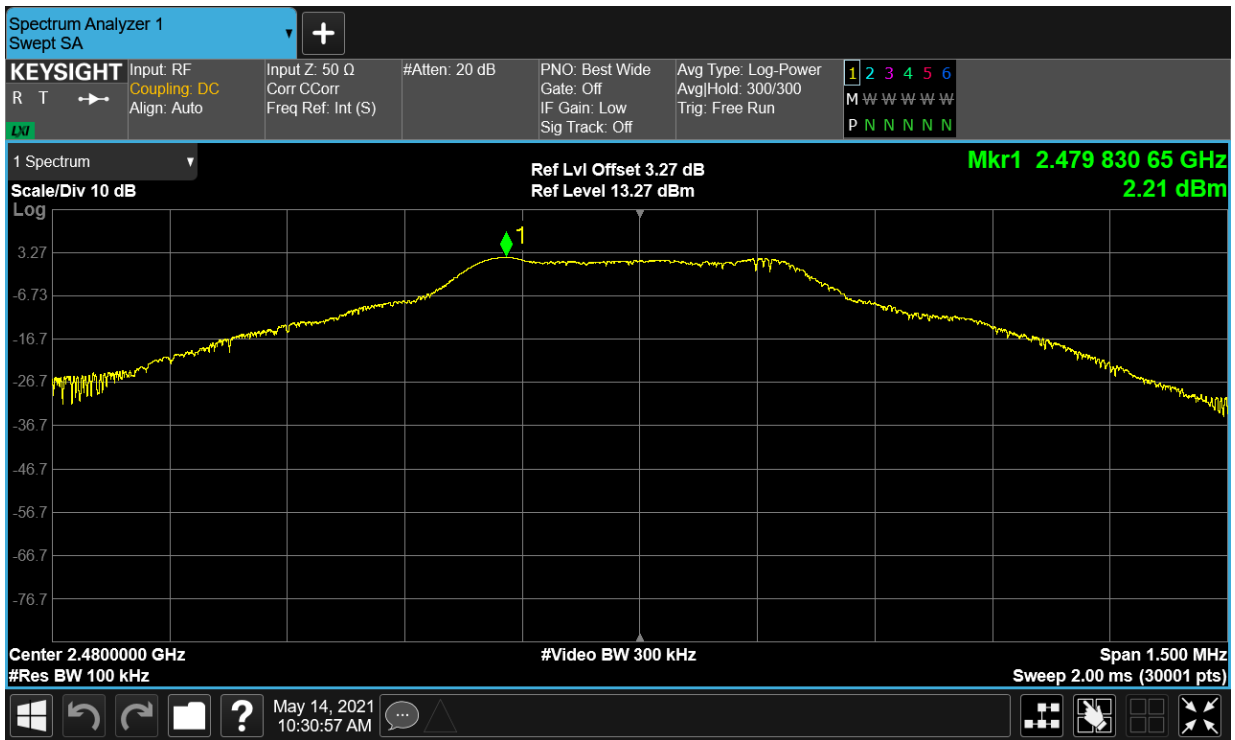 Spectrum Analyzer 1
Swept SA
▼
+
KEYSIGHT
R T
LXI
Input: RF
Coupling: DC
Align: Auto
Input Z: 50 Ω
Corr CCorr
Freq Ref: Int (S)
#Atten: 20 dB
PNO: Best Wide
Gate: Off
IF Gain: Low
Sig Track: Off
Avg Type: Log-Power
Avg|Hold: 300/300
Trig: Free Run
1 2 3 4 5 6
M W W W W W
P N N N N N
1 Spectrum ▼
Scale/Div 10 dB
Log
Ref Lvl Offset 3.27 dB
Ref Level 13.27 dBm
Mkr1 2.479 830 65 GHz
2.21 dBm
1
3.27
-6.73
-16.7
-26.7
-36.7
-46.7
-56.7
-66.7
-76.7
Center 2.4800000 GHz
#Res BW 100 kHz
#Video BW 300 kHz
Span 1.500 MHz
Sweep 2.00 ms (30001 pts)
?
May 14, 2021
10:30:57 AM